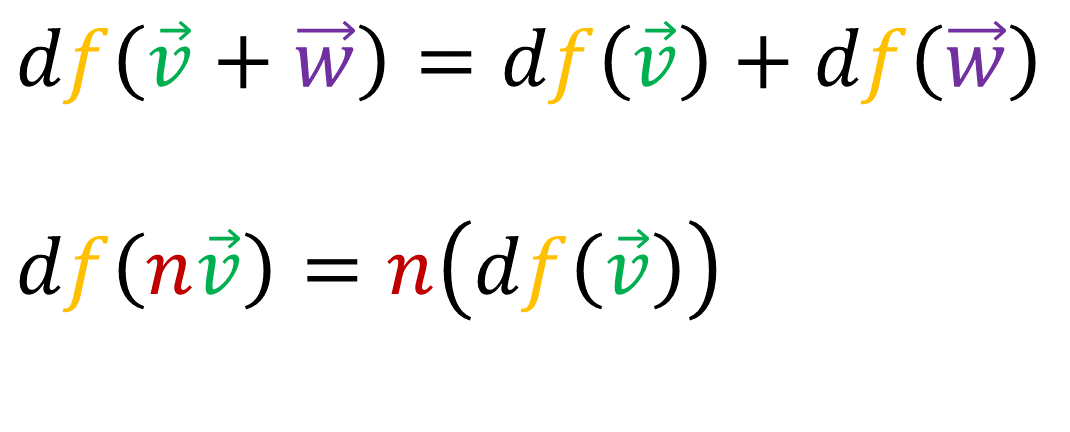 df(v⃗ + w⃗) = df(v⃗) + df(w⃗)
df(nv⃗) = n(df(v⃗))